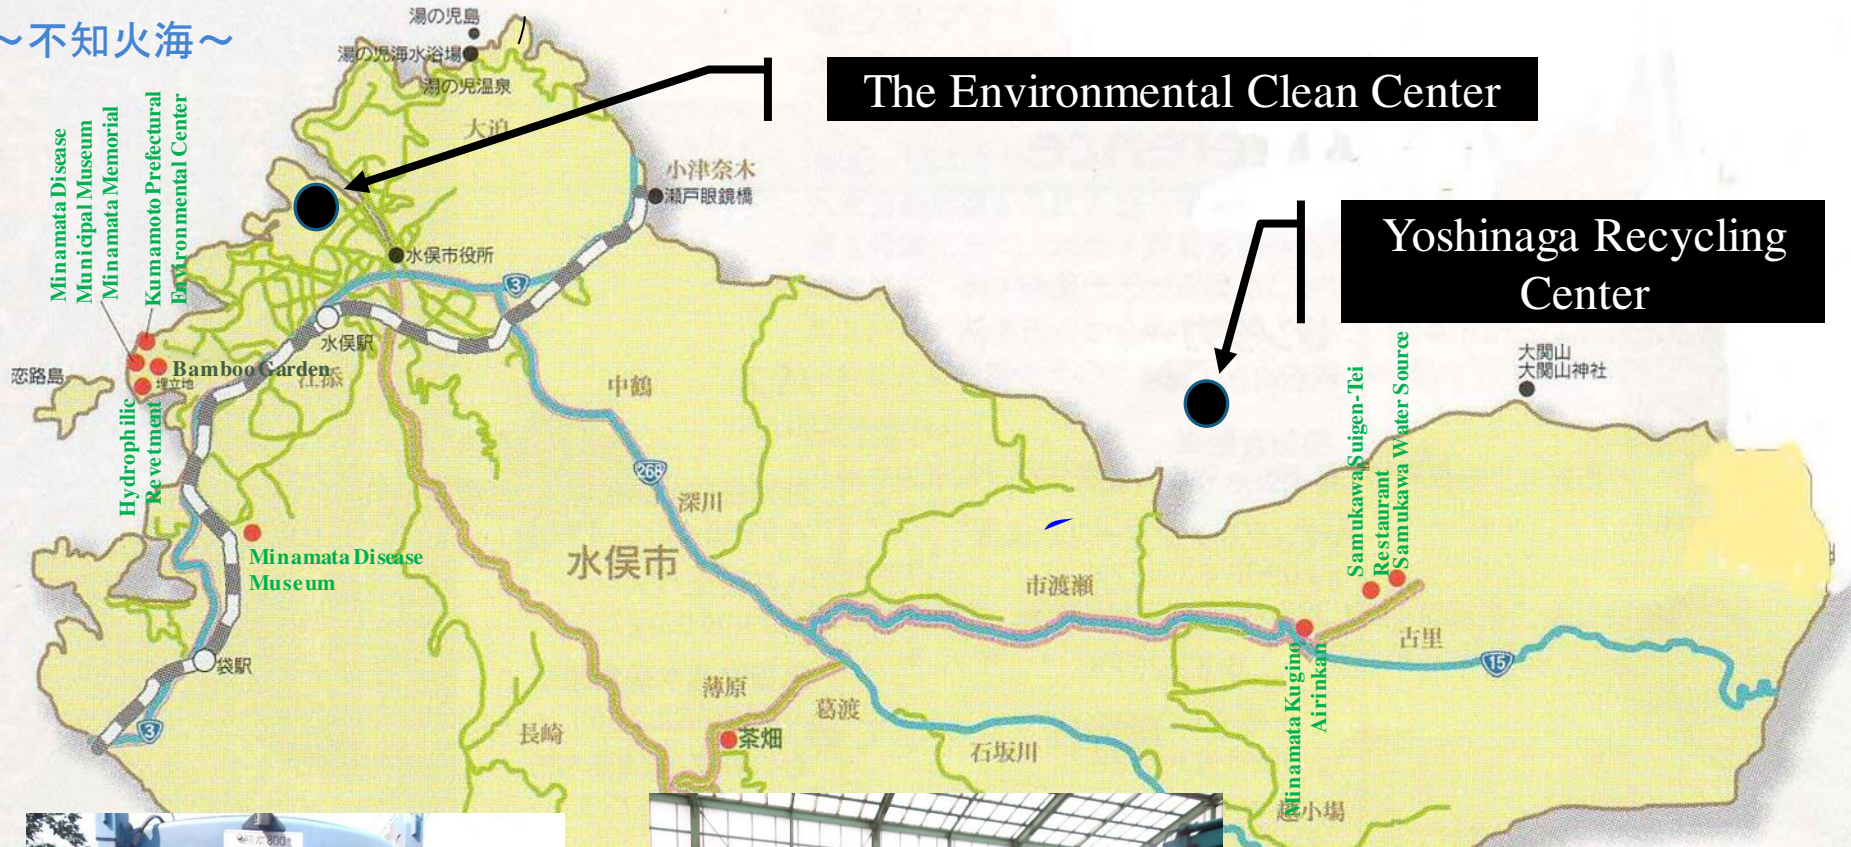 ～不知火海～
湯の児島
湯の児海水浴場
湯の児温泉
大迫
The Environmental Clean Center
小津奈木
瀬戸眼鏡橋
Yoshinaga Recycling
Center
Minamata Disease
Municipal Museum
Minamata Memorial
Kumamoto Prefectural
Environmental Center
水俣市役所
3
水俣駅
恋路島
Bamboo Garden
埋立地
江添
中鶴
大関山
大関山神社
Hydrophilic
Revetment
268
深川
Samukawa Suigen-Tei
Restaurant
Samukawa Water Source
Minamata Disease
Museum
水俣市
市渡瀬
古里
15
袋駅
薄原
葛渡
Minamata Kugino
Airinkan
3
長崎
茶畑
石坂川
越小場